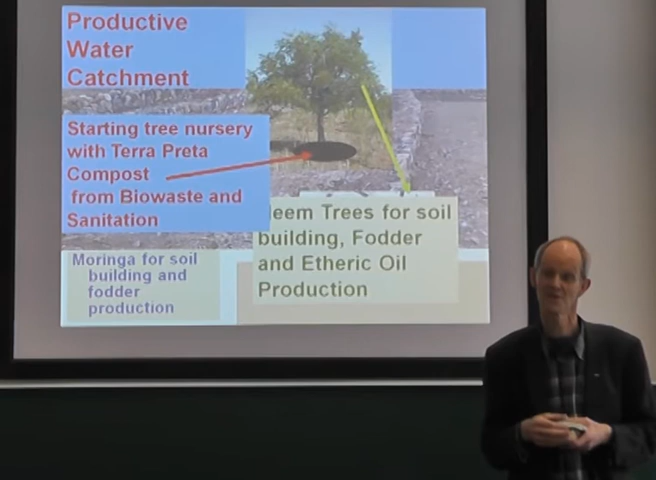 Productive
Water
Catchment
Starting tree nursery
with Terra Preta
Compost
from Biowaste and
Sanitation
Trees for soil
building, Fodder
and Etheric Oil
Production
Moringa for soil
building and
fodder
production